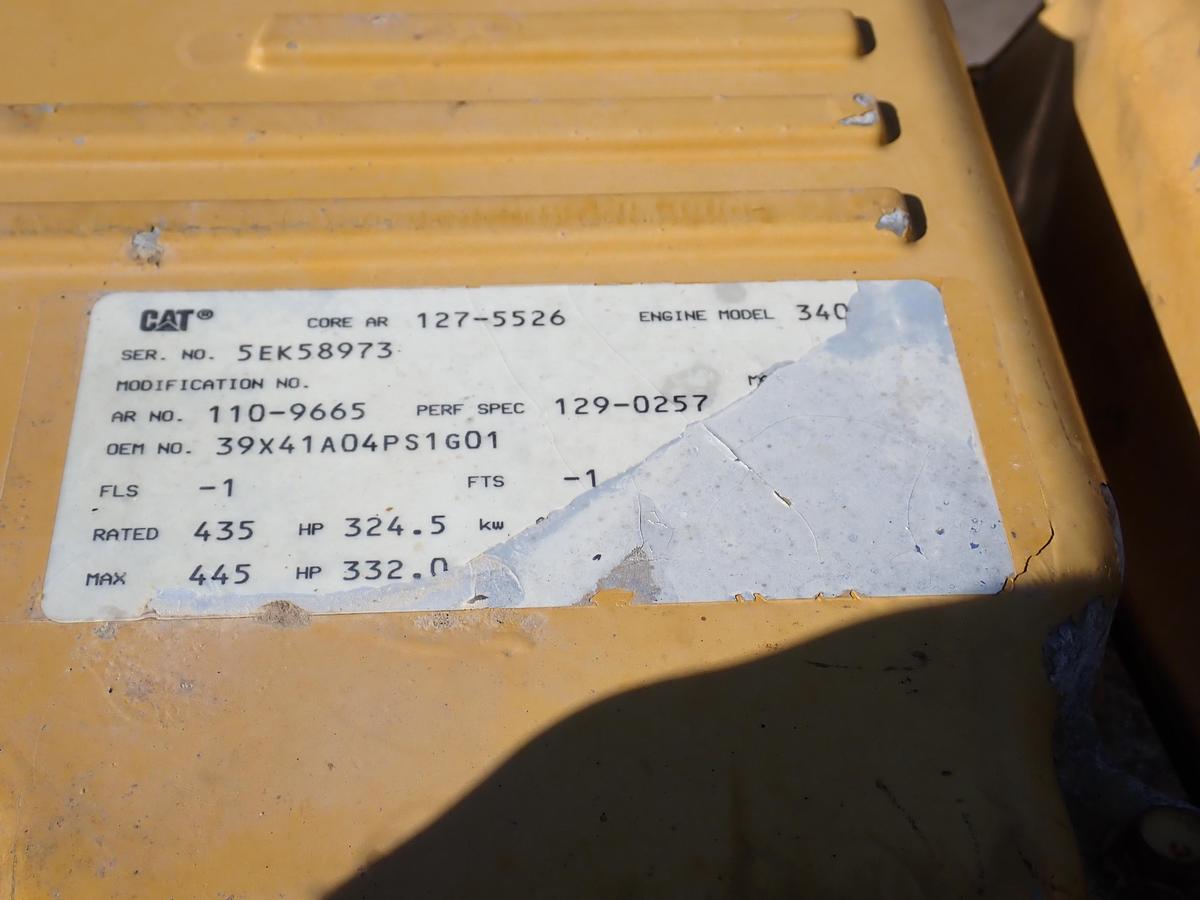 CAT® CORE AR 127-5526 ENGINE MODEL 340
SER. NO. 5EK58973
MODIFICATION NO.
AR NO. 110-9665 PERF SPEC 129-0257
OEM NO. 39X41A04PS1G01
FLS -1 FTS -1
RATED 435 HP 324.5 kw
MAX 445 HP 332.0